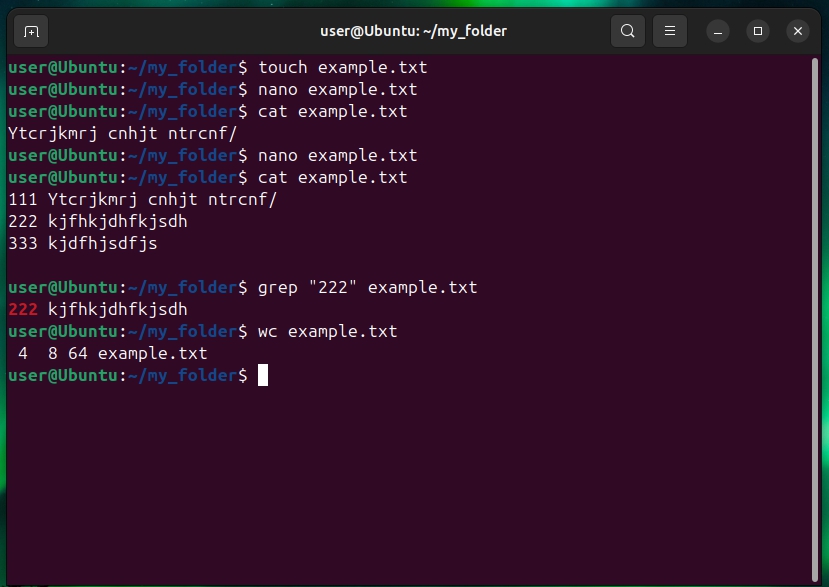 user@Ubuntu: ~/my_folder
user@Ubuntu:~/my_folder$ touch example.txt
user@Ubuntu:~/my_folder$ nano example.txt
user@Ubuntu:~/my_folder$ cat example.txt
Ytcrjkmrj cnhjt ntrcnf/
user@Ubuntu:~/my_folder$ nano example.txt
user@Ubuntu:~/my_folder$ cat example.txt
111 Ytcrjkmrj cnhjt ntrcnf/
222 kjfhkjdhfkjsdh
333 kjdfhjsdfjs
user@Ubuntu:~/my_folder$ grep "222" example.txt
222 kjfhkjdhfkjsdh
user@Ubuntu:~/my_folder$ wc example.txt
 4  8 64 example.txt
user@Ubuntu:~/my_folder$